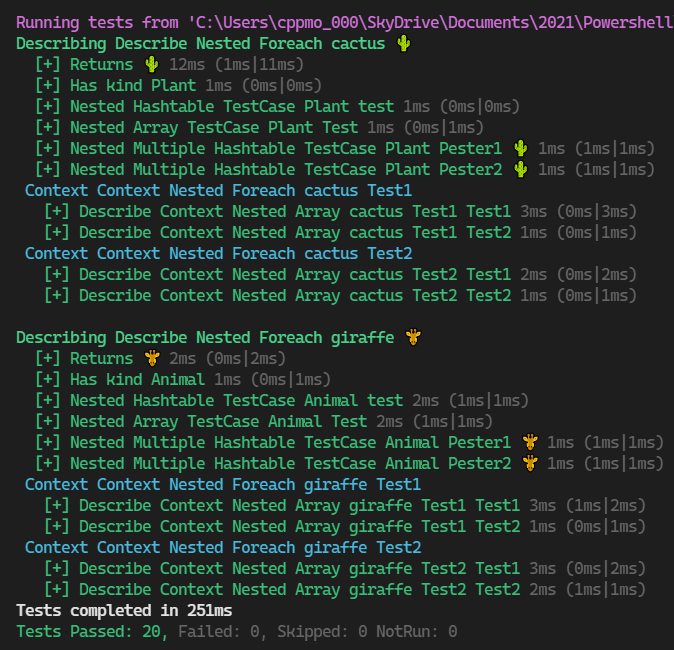 Running tests from 'C:\Users\cppmo_000\SkyDrive\Documents\2021\Powershell
Describing Describe Nested Foreach cactus 🌵
[+] Returns 🌵 12ms (1ms|11ms)
[+] Has kind Plant 1ms (0ms|0ms)
[+] Nested Hashtable TestCase Plant test 1ms (0ms|0ms)
[+] Nested Array TestCase Plant Test 1ms (0ms|1ms)
[+] Nested Multiple Hashtable TestCase Plant Pester1 🌵 1ms (1ms|1ms)
[+] Nested Multiple Hashtable TestCase Plant Pester2 🌵 1ms (1ms|1ms)
Context Context Nested Foreach cactus Test1
[+] Describe Context Nested Array cactus Test1 Test1 3ms (0ms|3ms)
[+] Describe Context Nested Array cactus Test1 Test2 1ms (0ms|1ms)
Context Context Nested Foreach cactus Test2
[+] Describe Context Nested Array cactus Test2 Test1 2ms (0ms|2ms)
[+] Describe Context Nested Array cactus Test2 Test2 1ms (0ms|1ms)
Describing Describe Nested Foreach giraffe 🦒
[+] Returns 🦒 2ms (0ms|2ms)
[+] Has kind Animal 1ms (0ms|1ms)
[+] Nested Hashtable TestCase Animal test 2ms (1ms|1ms)
[+] Nested Array TestCase Animal Test 2ms (1ms|1ms)
[+] Nested Multiple Hashtable TestCase Animal Pester1 🦒 1ms (1ms|1ms)
[+] Nested Multiple Hashtable TestCase Animal Pester2 🦒 1ms (1ms|1ms)
Context Context Nested Foreach giraffe Test1
[+] Describe Context Nested Array giraffe Test1 Test1 3ms (1ms|2ms)
[+] Describe Context Nested Array giraffe Test1 Test2 1ms (0ms|1ms)
Context Context Nested Foreach giraffe Test2
[+] Describe Context Nested Array giraffe Test2 Test1 3ms (0ms|2ms)
[+] Describe Context Nested Array giraffe Test2 Test2 2ms (1ms|1ms)
Tests completed in 251ms
Tests Passed: 20, Failed: 0, Skipped: 0 NotRun: 0